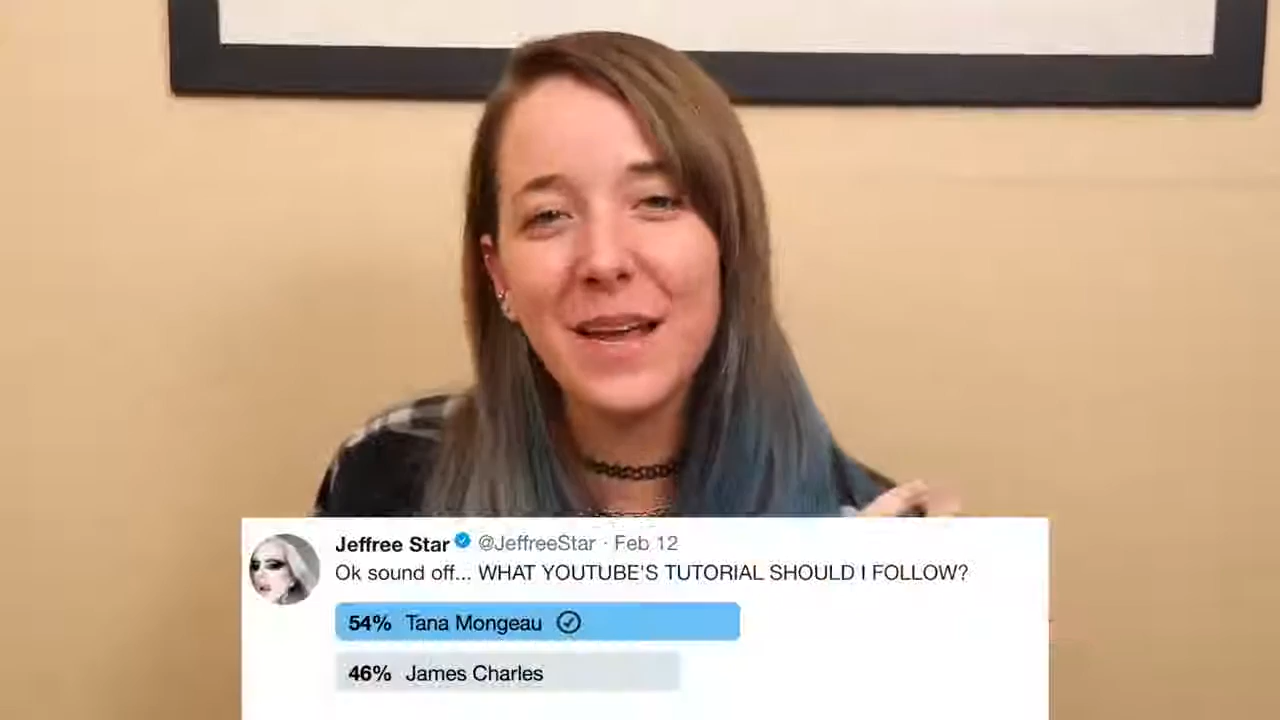 Jeffree Star @JeffreeStar · Feb 12
Ok sound off... WHAT YOUTUBE'S TUTORIAL SHOULD I FOLLOW?
54% Tana Mongeau
46% James Charles